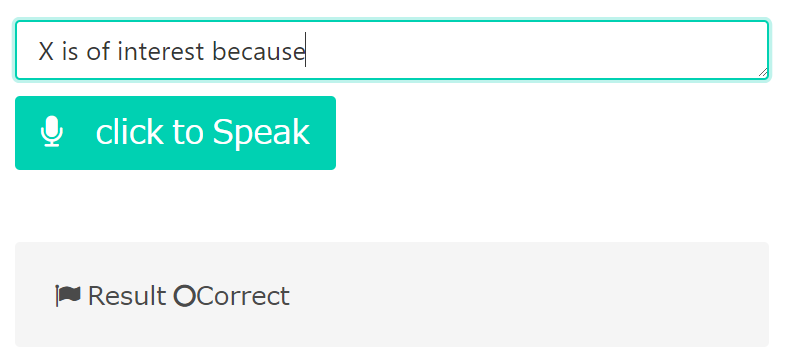 X is of interest because
click to Speak
Result Correct